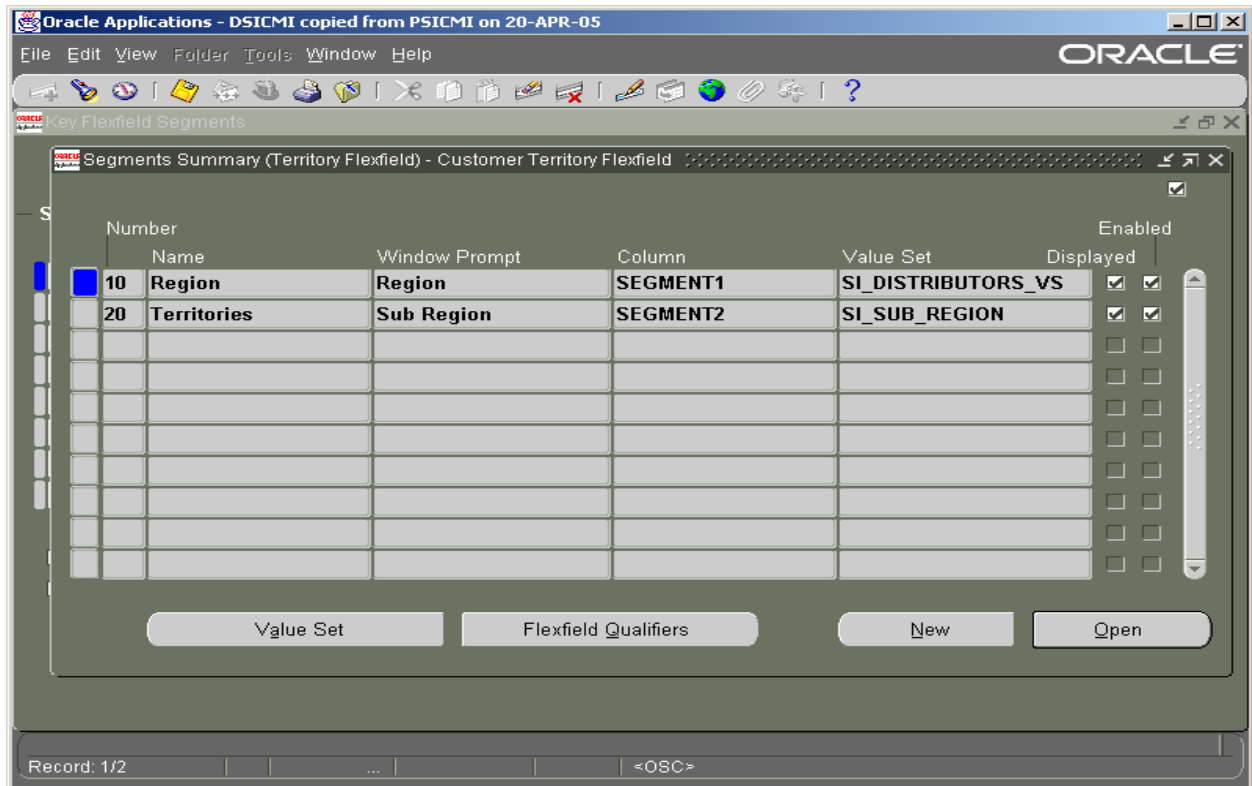 Oracle Applications - DSICMI copied from PSICMI on 20-APR-05
File Edit View Folder Tools Window Help ORACLE
Key Flexfield Segments
Segments Summary (Territory Flexfield) - Customer Territory Flexfield
S
Number Enabled
Name Window Prompt Column Value Set Displayed
10 Region Region SEGMENT1 SI_DISTRIBUTORS_VS
20 Territories Sub Region SEGMENT2 SI_SUB_REGION
Value Set Flexfield Qualifiers New Open
Record: 1/2 ... <OSC>